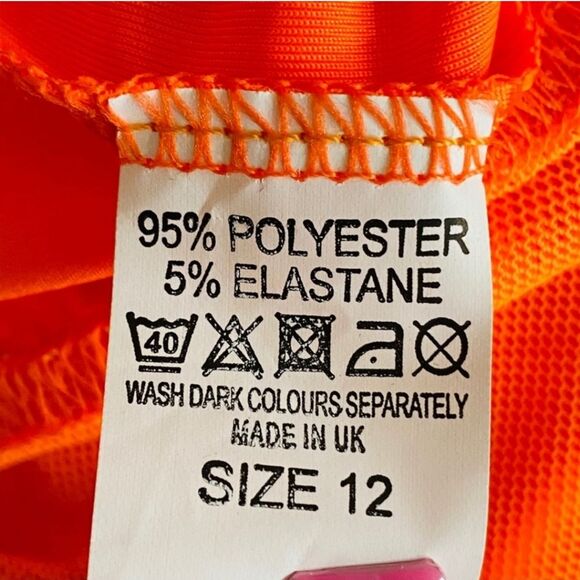 95% POLYESTER
5% ELASTANE
40
WASH DARK COLOURS SEPARATELY
MADE IN UK
SIZE 12